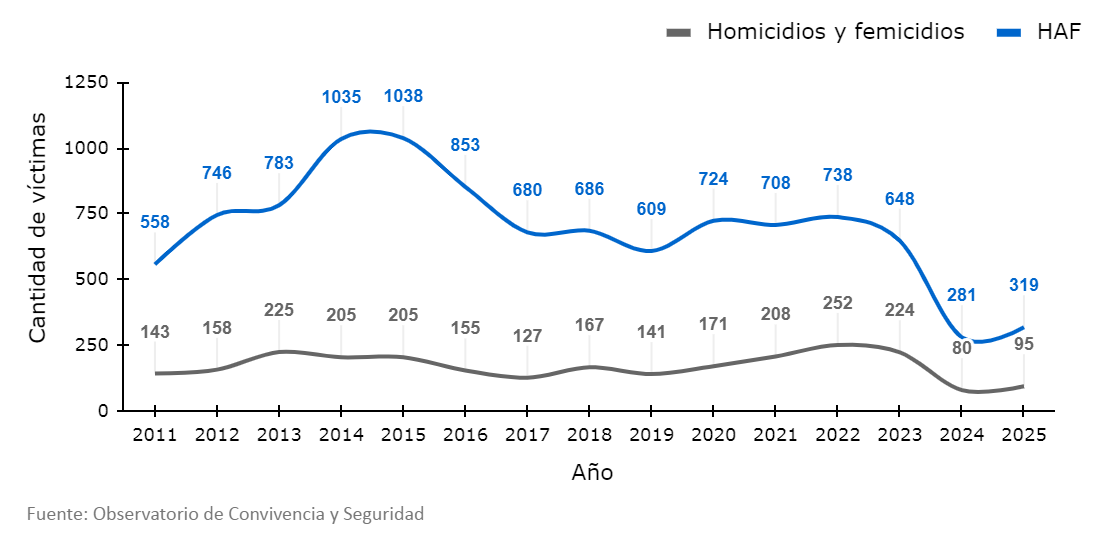 Homicidios y femicidios HAF
Cantidad de víctimas
1250
1000
750
500
250
0
558 746 783 1035 1038 853 680 686 609 724 708 738 648 281 319
143 158 225 205 205 155 127 167 141 171 208 252 224 80 95
2011 2012 2013 2014 2015 2016 2017 2018 2019 2020 2021 2022 2023 2024 2025
Año
Fuente: Observatorio de Convivencia y Seguridad